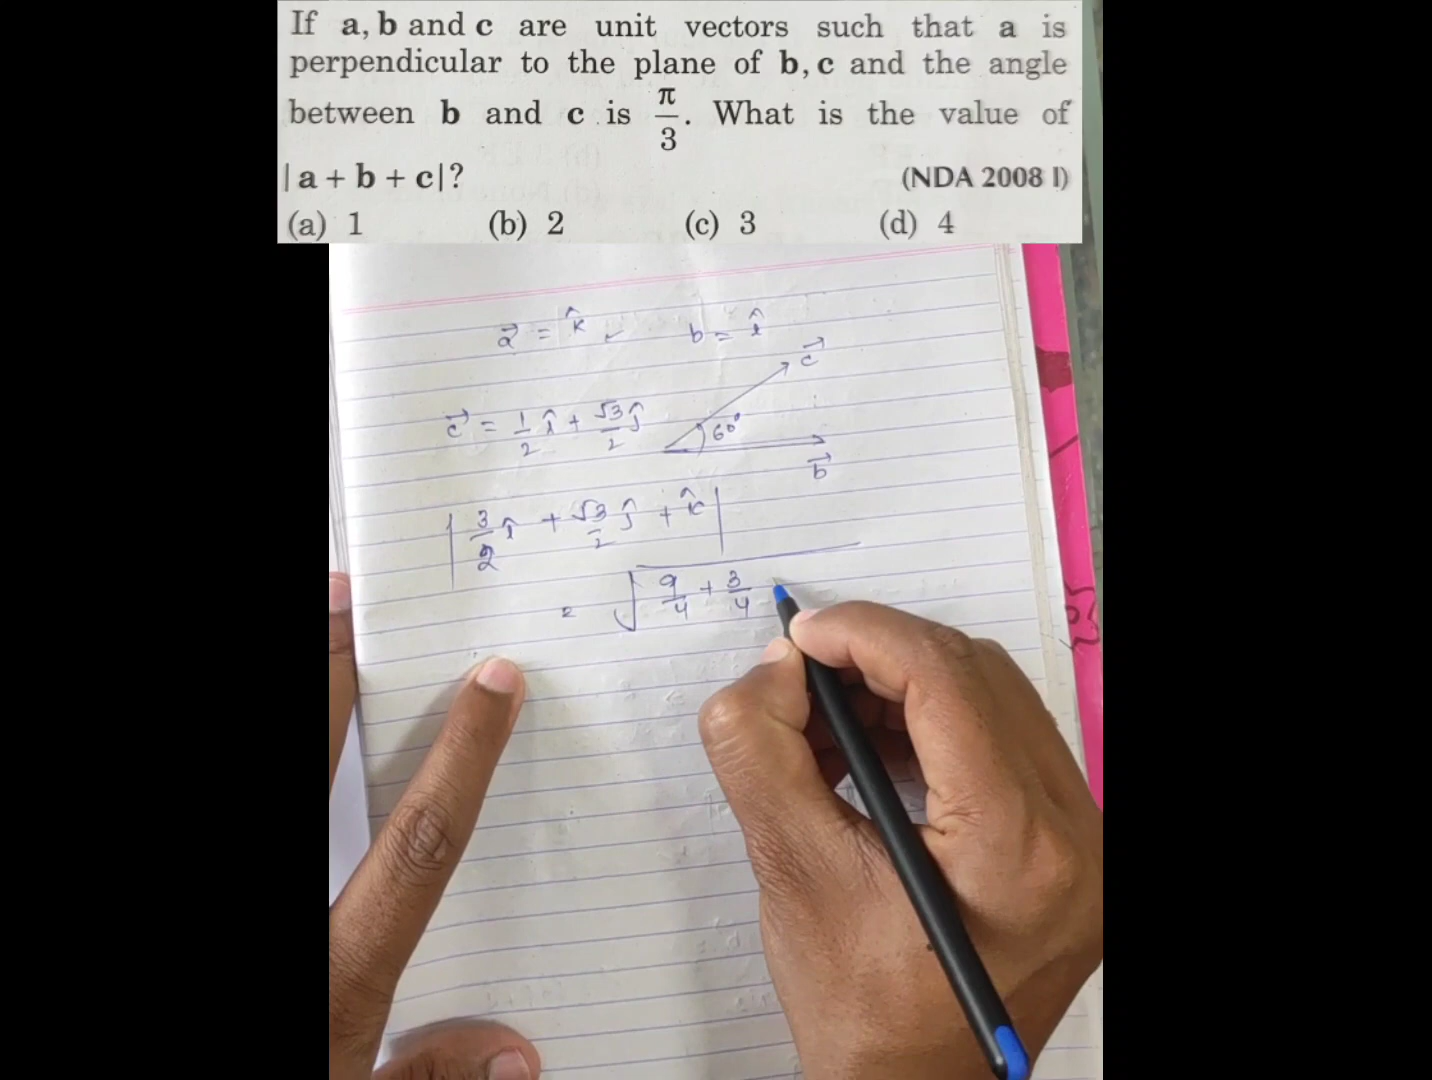 If a, b and c are unit vectors such that a is
perpendicular to the plane of b, c and the angle
between b and c is π/3. What is the value of
|a + b + c|?
(NDA 2008 I)
(a) 1 (b) 2 (c) 3 (d) 4
a⃗ = k̂ ✓ b = î
c⃗
c⃗ = 1/2 î + √3/2 ĵ
60°
b⃗
|3/2 î + √3/2 ĵ + k̂|
= √(9/4 + 3/4